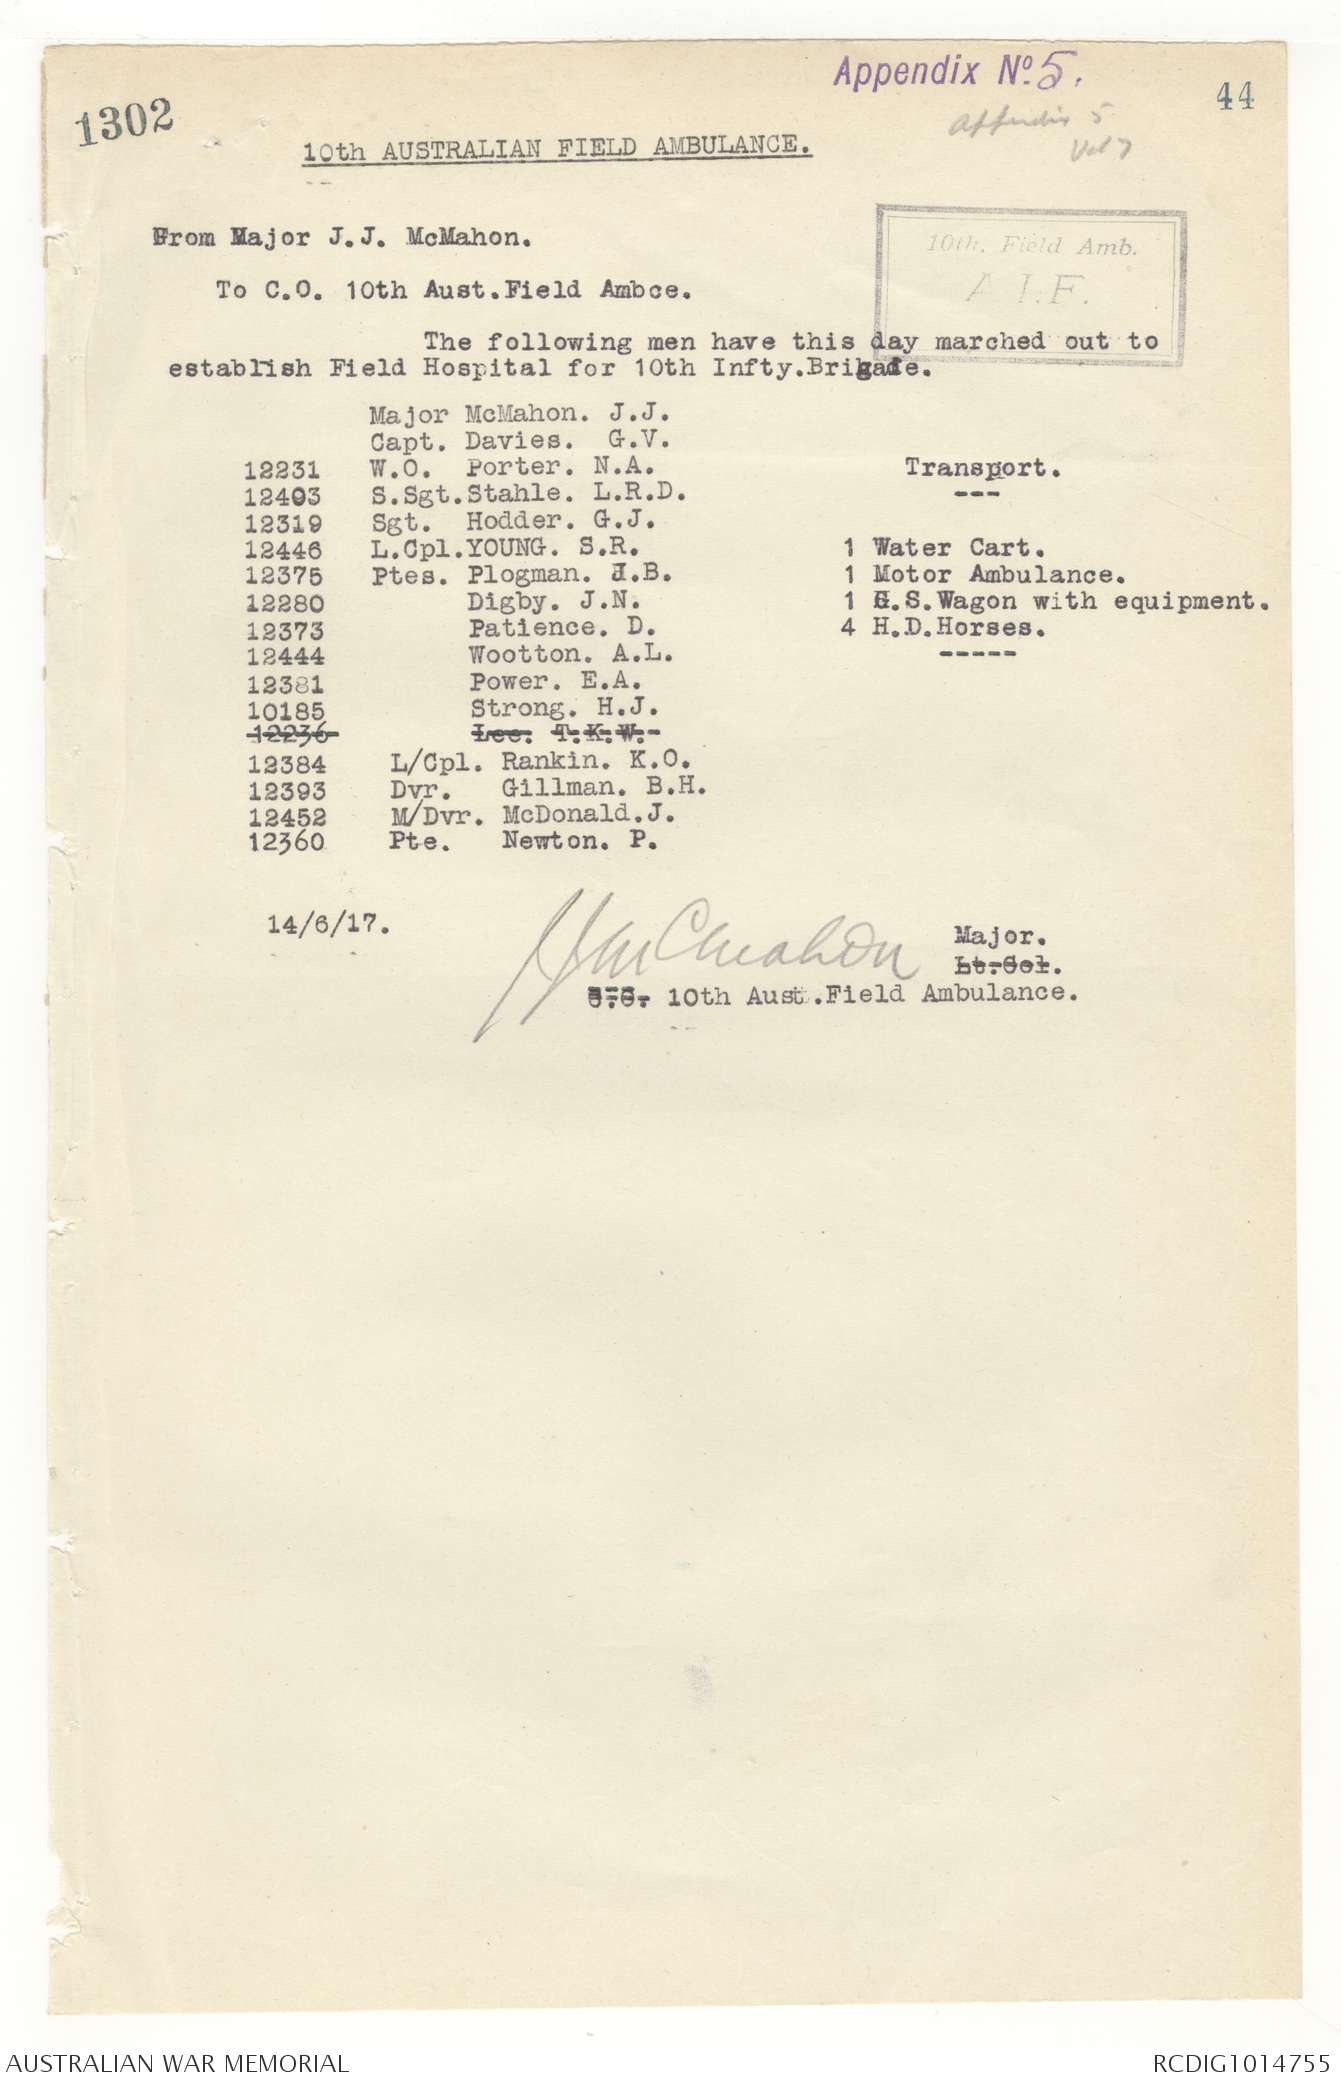 Appendix No. 5.
44
1302
Appendix 5
Vol 7
10th AUSTRALIAN FIELD AMBULANCE.
From Major J.J. McMahon.
10th. Field Amb.
A.I.F.
To C.O. 10th Aust.Field Ambce.
The following men have this day marched out to
establish Field Hospital for 10th Infty.Brigade.
Major McMahon. J.J.
Capt. Davies. G.V.
12231 W.O. Porter. N.A. Transport.
12403 S.Sgt.Stahle. L.R.D. ---
12319 Sgt. Hodder. G.J.
12446 L.Cpl.YOUNG. S.R. 1 Water Cart.
12375 Ptes. Plogman. J.B. 1 Motor Ambulance.
12280 Digby. J.N. 1 G.S.Wagon with equipment.
12373 Patience. D. 4 H.D.Horses.
12444 Wootton. A.L. -----
12381 Power. E.A.
10185 Strong. H.J.
12236 Lee. T.K.W.
12384 L/Cpl. Rankin. K.O.
12393 Dvr. Gillman. B.H.
12452 M/Dvr. McDonald.J.
12360 Pte. Newton. P.
14/6/17. JJMcMahon Major.
Lt.Col.
10th Aust.Field Ambulance.
AUSTRALIAN WAR MEMORIAL RCDIG1014755